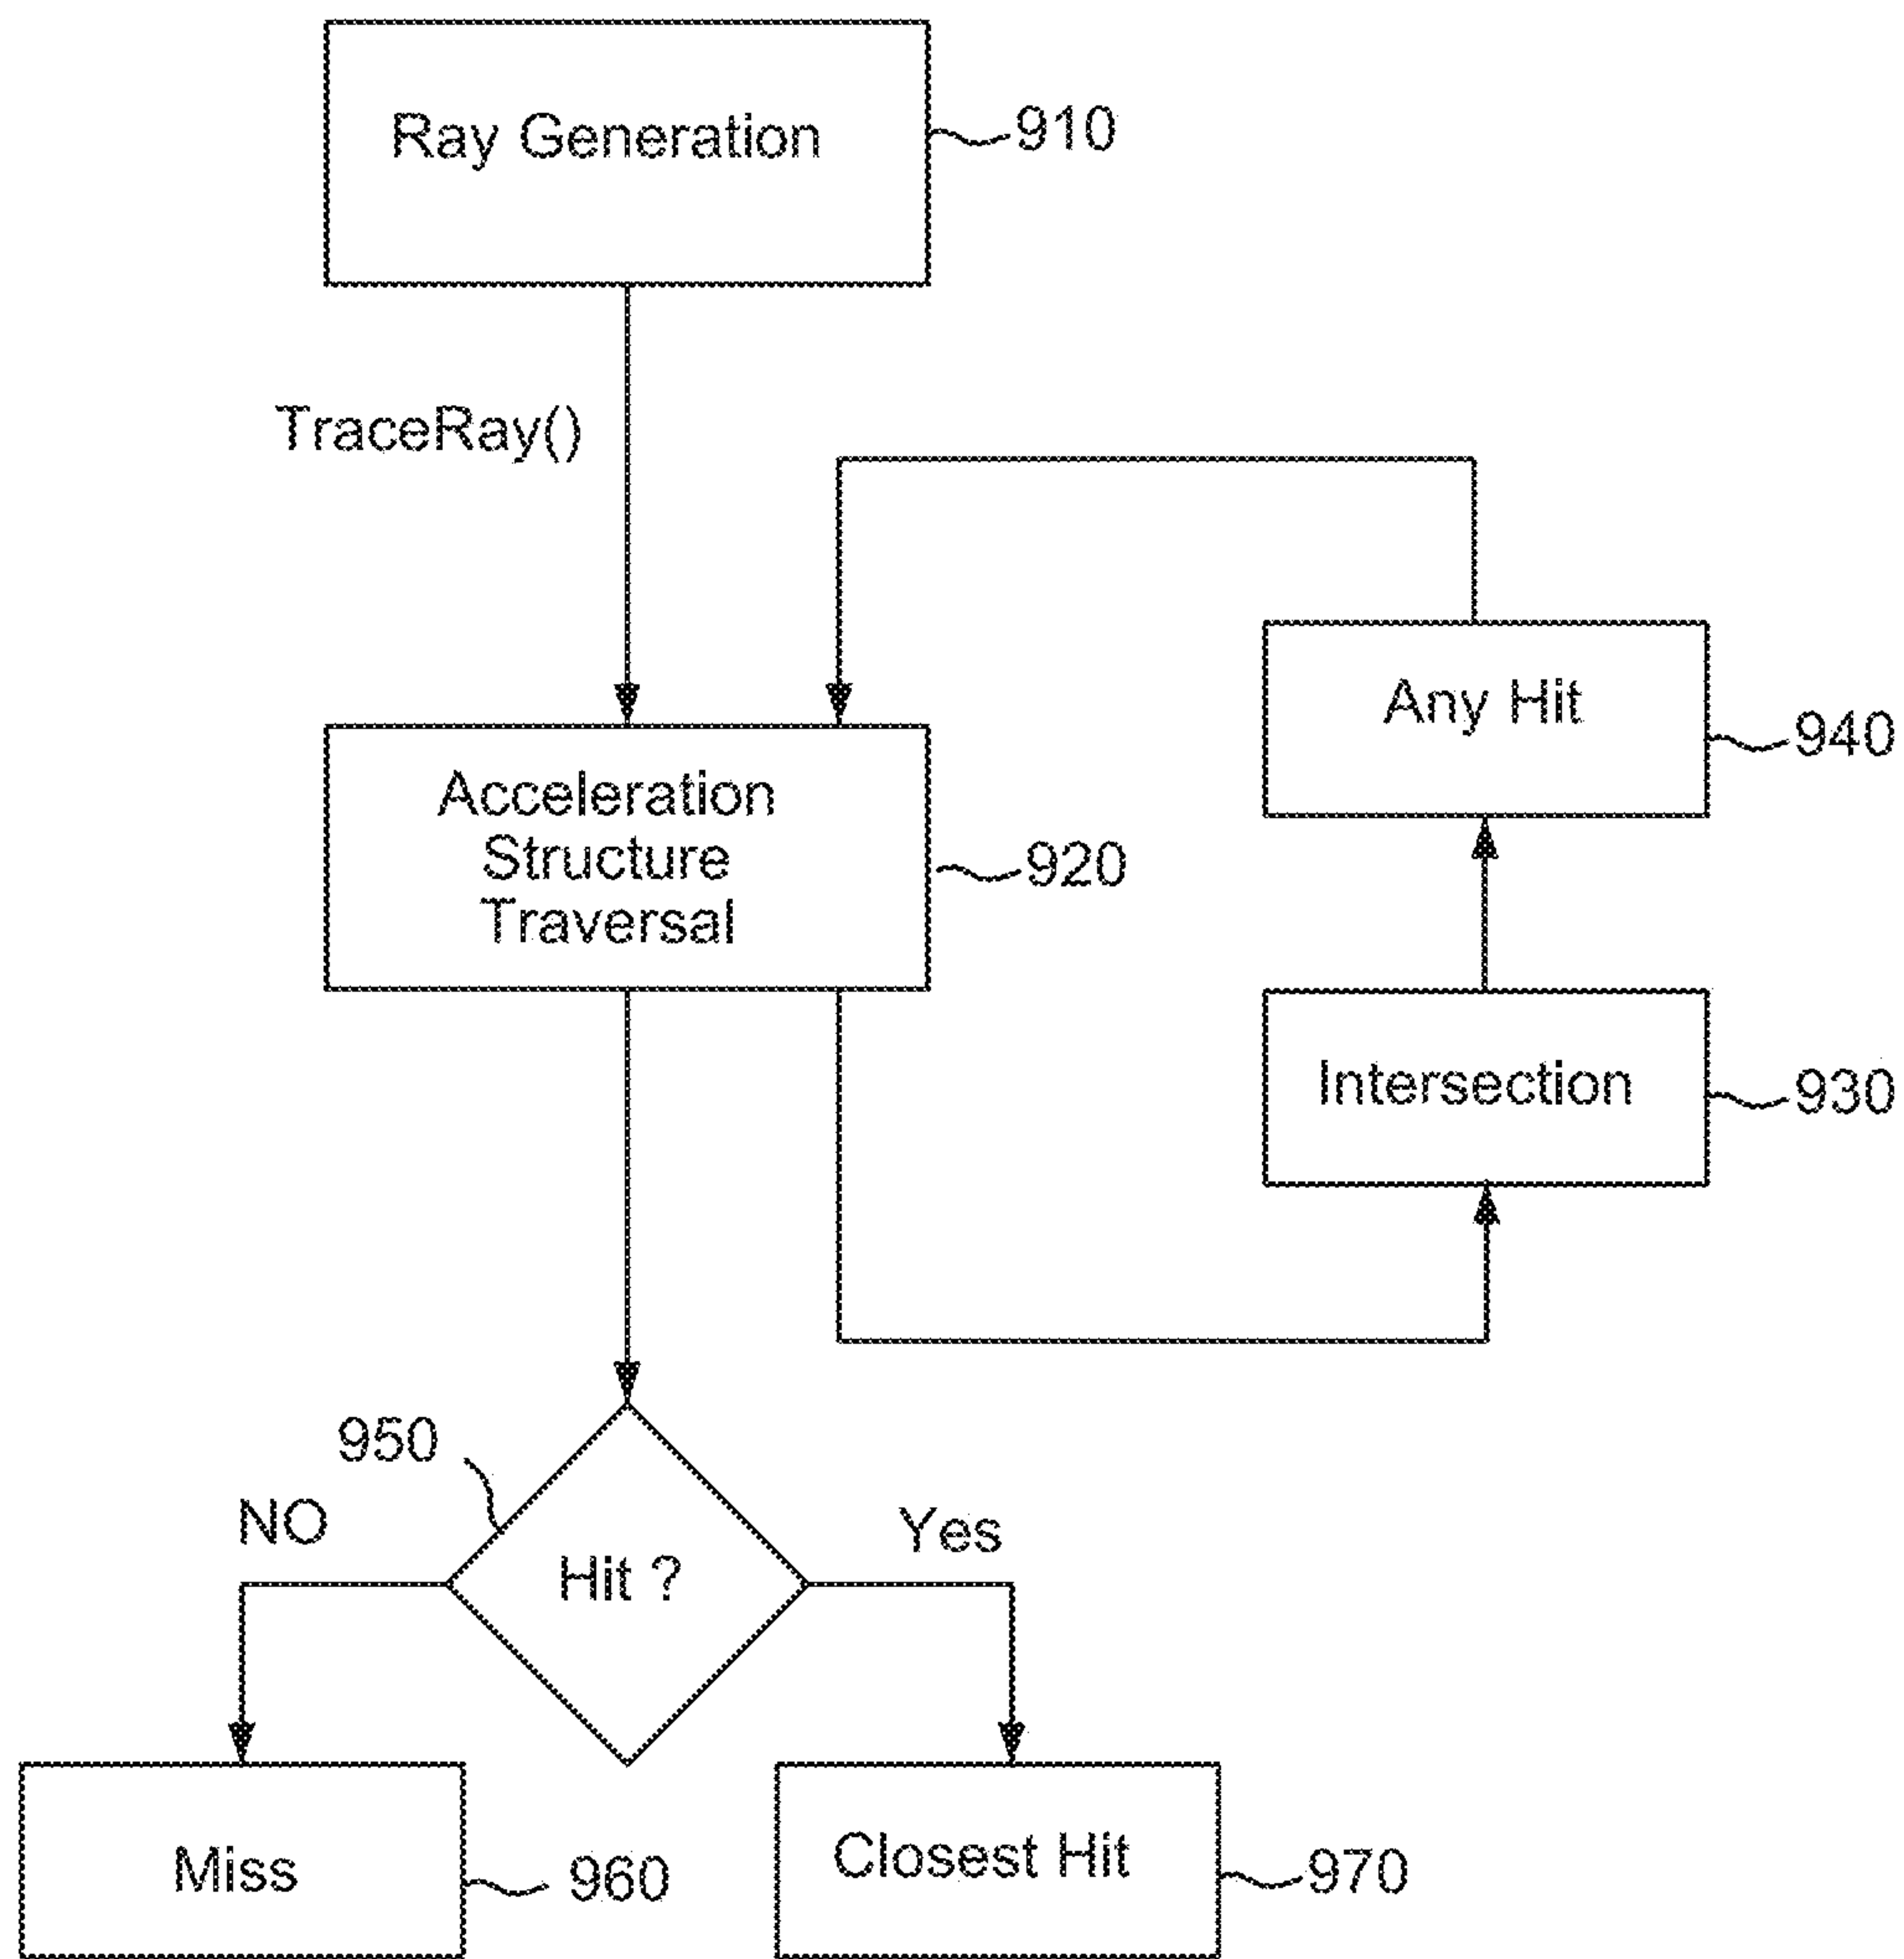 Ray Generation
910
TraceRay()
Any Hit
940
Acceleration
Structure
Traversal
920
Intersection
930
950
NO
Yes
Hit ?
Miss
960
Closest Hit
970